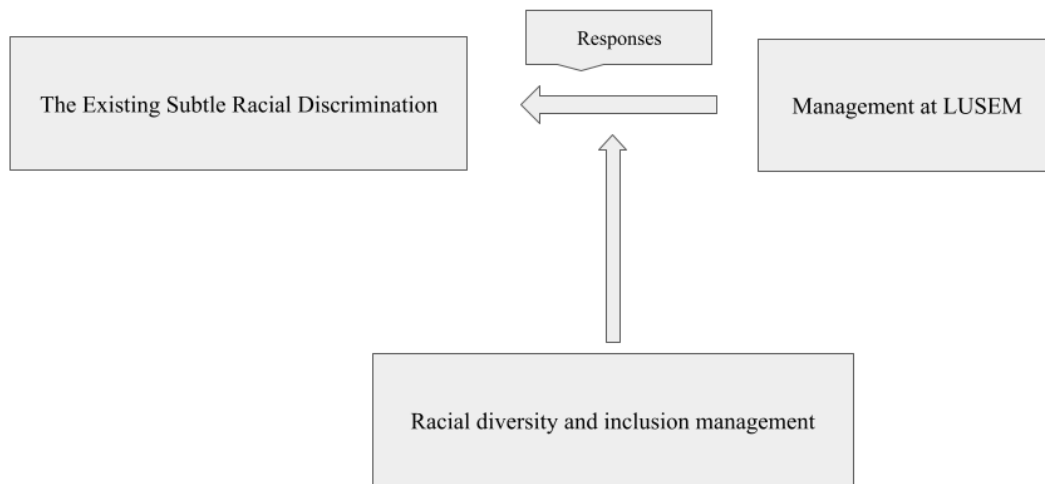 Responses
The Existing Subtle Racial Discrimination
Management at LUSEM
Racial diversity and inclusion management